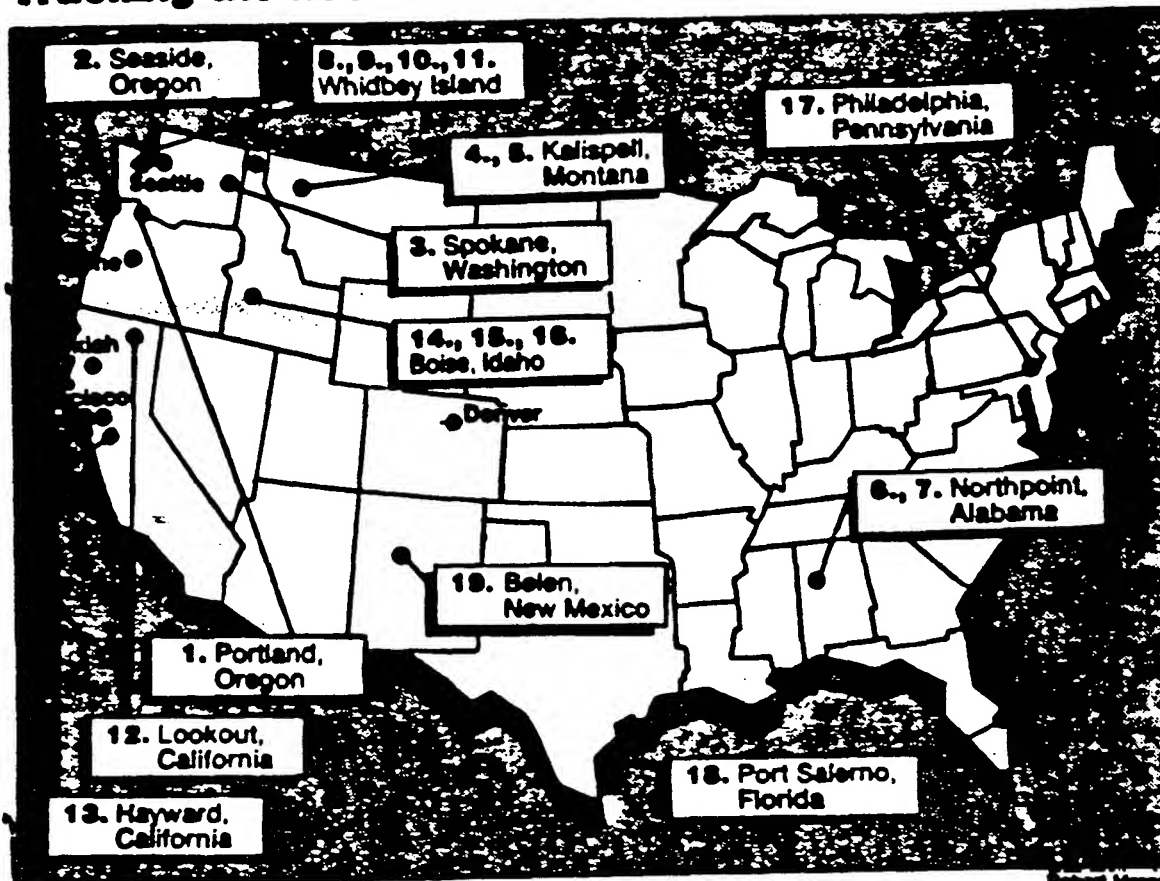 2. Seaside,
Oregon
8., 9., 10., 11.
Whidbey Island
17. Philadelphia,
Pennsylvania
4., 5. Kalispell,
Montana
Seattle
3. Spokane,
Washington
14., 15., 16.
Boise, Idaho
Denver
6., 7. Northpoint,
Alabama
19. Belen,
New Mexico
1. Portland,
Oregon
12. Lookout,
California
18. Port Salerno,
Florida
13. Hayward,
California